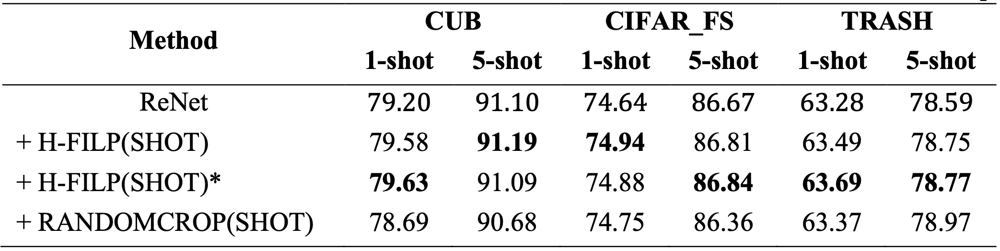 CUB CIFAR_FS TRASH
Method
1-shot 5-shot 1-shot 5-shot 1-shot 5-shot
ReNet 79.20 91.10 74.64 86.67 63.28 78.59
+ H-FILP(SHOT) 79.58 91.19 74.94 86.81 63.49 78.75
+ H-FILP(SHOT)* 79.63 91.09 74.88 86.84 63.69 78.77
+ RANDOMCROP(SHOT) 78.69 90.68 74.75 86.36 63.37 78.97